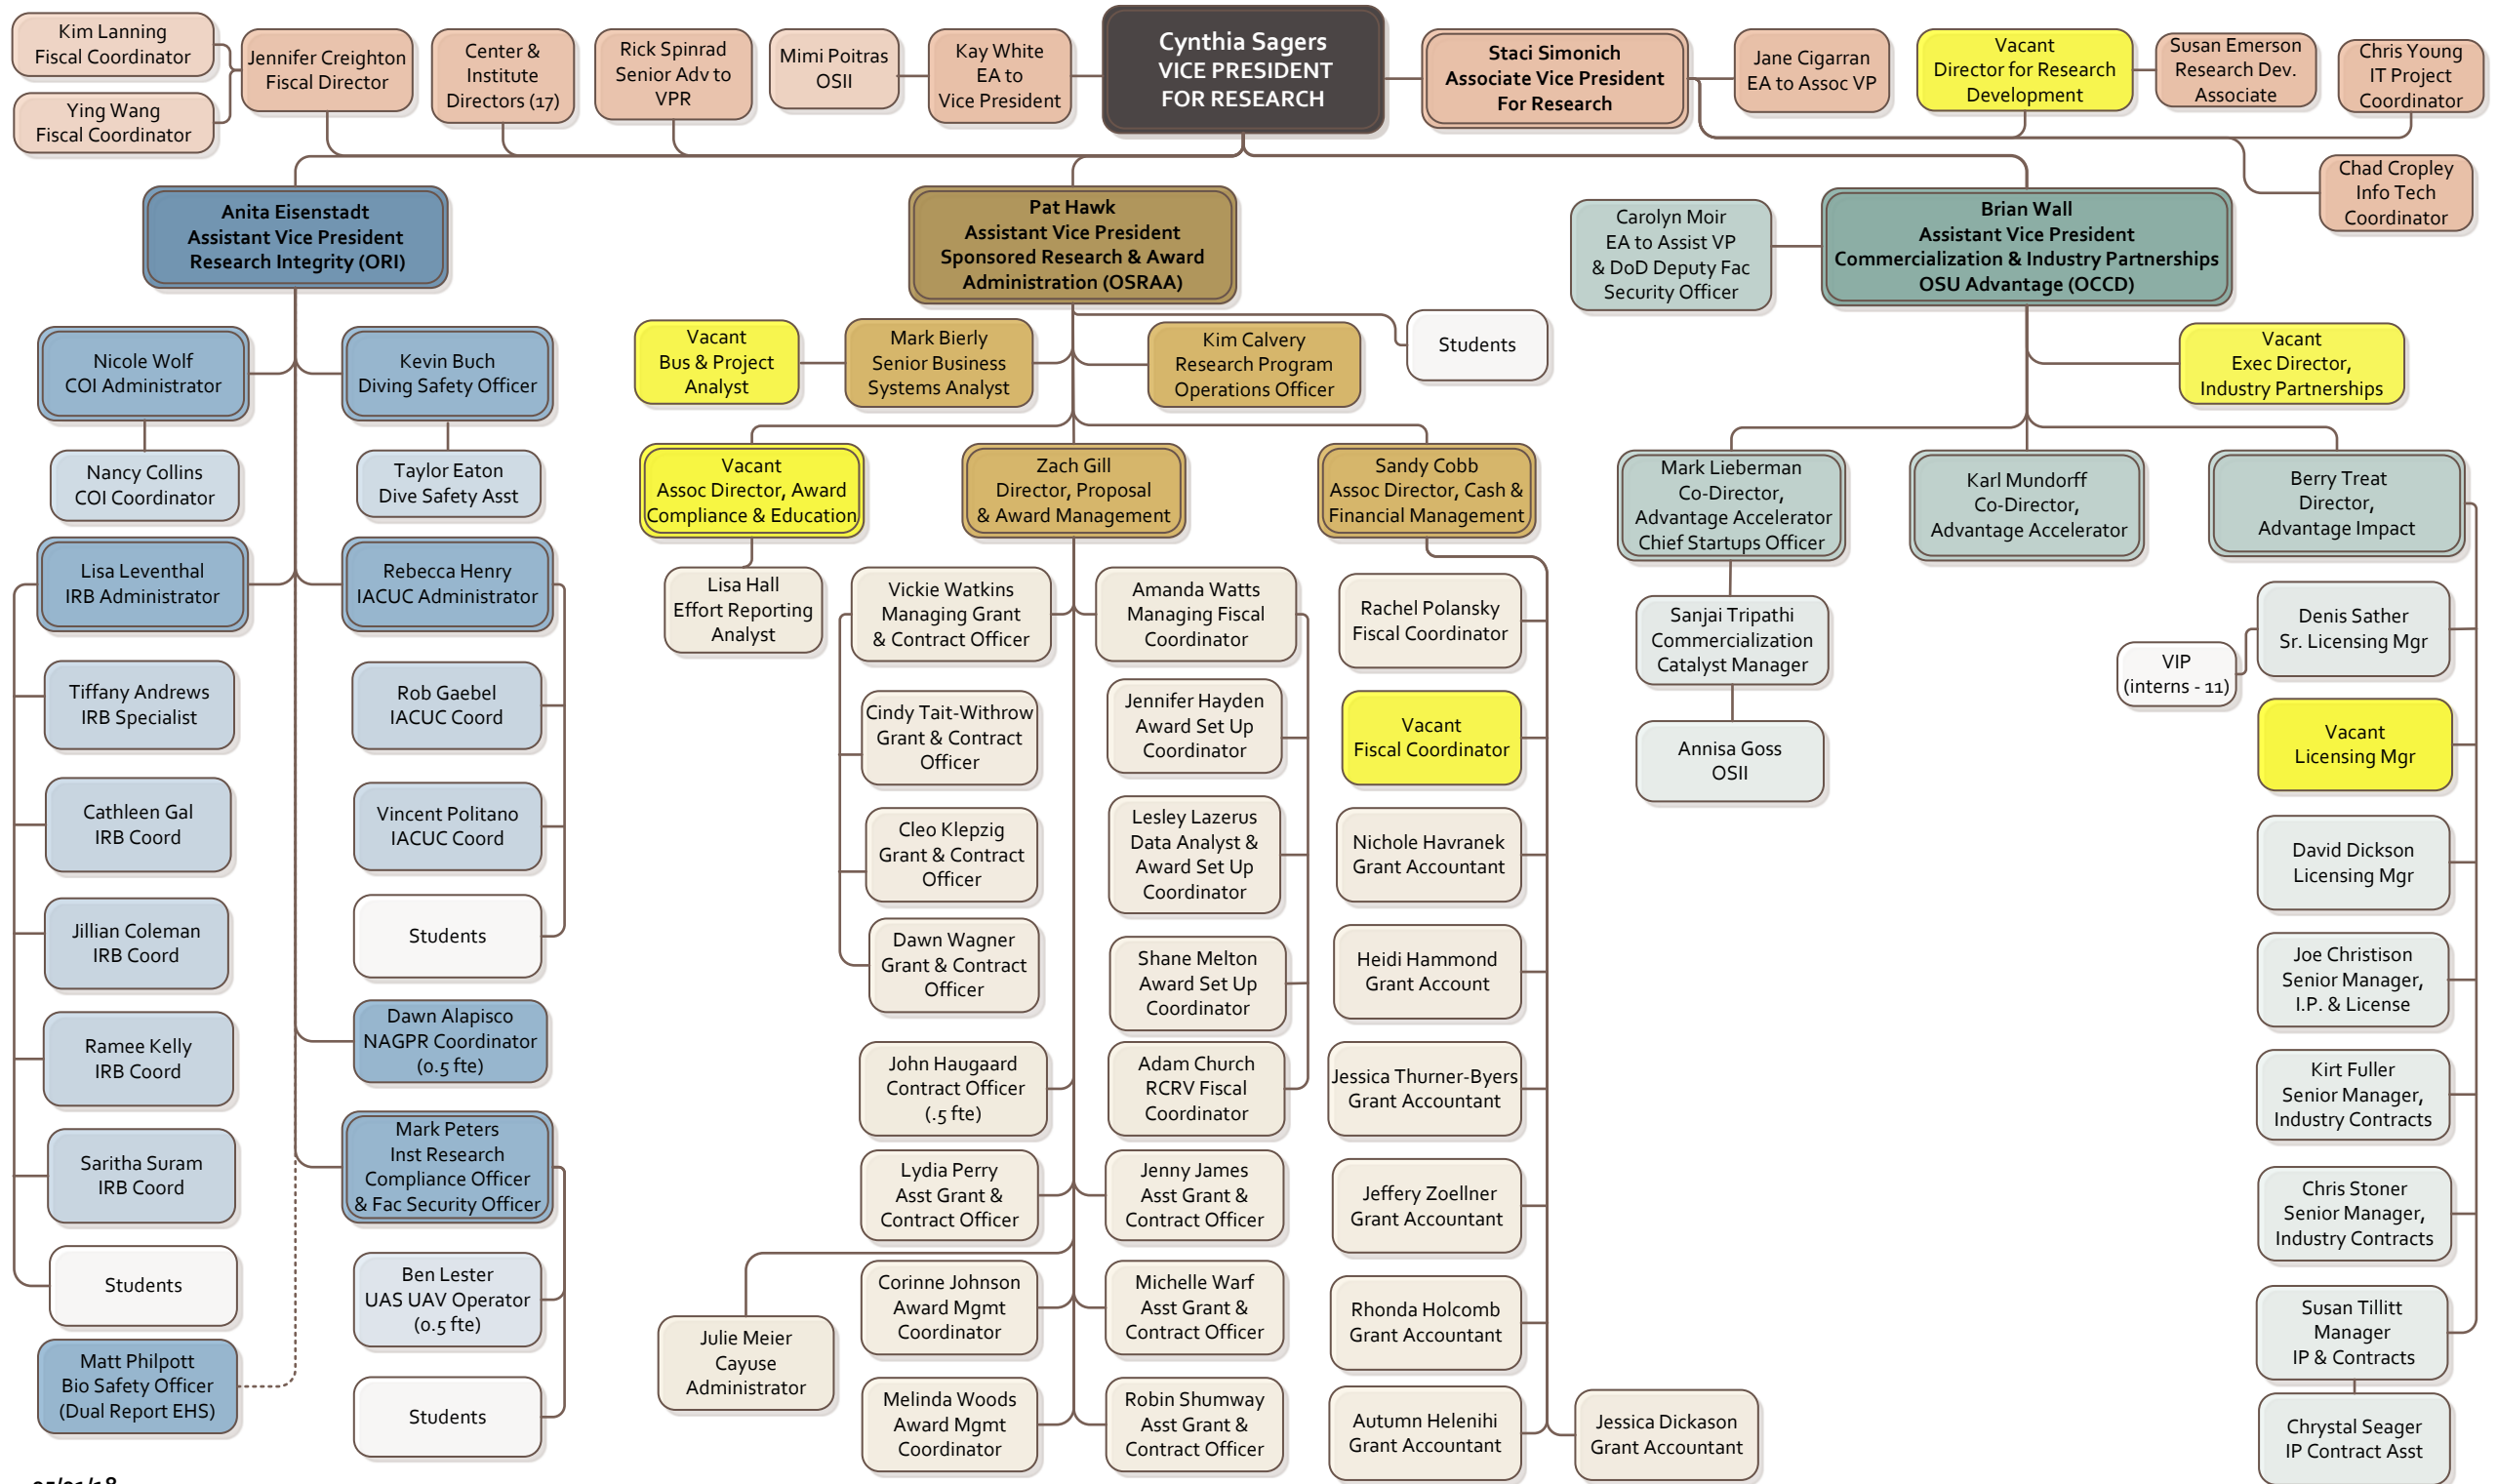 Kim Lanning
Fiscal Coordinator
Ying Wang
Fiscal Coordinator
Jennifer Creighton
Fiscal Director
Center &
Institute
Directors (17)
Rick Spinrad
Senior Adv to
VPR
Mimi Poitras
OSII
Kay White
EA to
Vice President
Cynthia Sagers
VICE PRESIDENT
FOR RESEARCH
Staci Simonich
Associate Vice President
For Research
Jane Cigarran
EA to Assoc VP
Vacant
Director for Research
Development
Susan Emerson
Research Dev.
Associate
Chris Young
IT Project
Coordinator
Chad Cropley
Info Tech
Coordinator
Anita Eisenstadt
Assistant Vice President
Research Integrity (ORI)
Pat Hawk
Assistant Vice President
Sponsored Research & Award
Administration (OSRAA)
Carolyn Moir
EA to Assist VP
& DoD Deputy Fac
Security Officer
Brian Wall
Assistant Vice President
Commercialization & Industry Partnerships
OSU Advantage (OCCD)
Nicole Wolf
COI Administrator
Kevin Buch
Diving Safety Officer
Nancy Collins
COI Coordinator
Taylor Eaton
Dive Safety Asst
Lisa Leventhal
IRB Administrator
Rebecca Henry
IACUC Administrator
Tiffany Andrews
IRB Specialist
Cathleen Gal
IRB Coord
Jillian Coleman
IRB Coord
Ramee Kelly
IRB Coord
Saritha Suram
IRB Coord
Students
Matt Philpott
Bio Safety Officer
(Dual Report EHS)
Rob Gaebel
IACUC Coord
Vincent Politano
IACUC Coord
Students
Dawn Alapisco
NAGPR Coordinator
(0.5 fte)
Mark Peters
Inst Research
Compliance Officer
& Fac Security Officer
Ben Lester
UAS UAV Operator
(0.5 fte)
Students
Vacant
Bus & Project
Analyst
Mark Bierly
Senior Business
Systems Analyst
Kim Calvery
Research Program
Operations Officer
Students
Vacant
Assoc Director, Award
Compliance & Education
Zach Gill
Director, Proposal
& Award Management
Sandy Cobb
Assoc Director, Cash &
Financial Management
Lisa Hall
Effort Reporting
Analyst
Vickie Watkins
Managing Grant
& Contract Officer
Cindy Tait-Withrow
Grant & Contract
Officer
Cleo Klepzig
Grant & Contract
Officer
Dawn Wagner
Grant & Contract
Officer
John Haugaard
Contract Officer
(.5 fte)
Lydia Perry
Asst Grant &
Contract Officer
Corinne Johnson
Award Mgmt
Coordinator
Melinda Woods
Award Mgmt
Coordinator
Julie Meier
Cayuse
Administrator
Amanda Watts
Managing Fiscal
Coordinator
Jennifer Hayden
Award Set Up
Coordinator
Lesley Lazerus
Data Analyst &
Award Set Up
Coordinator
Shane Melton
Award Set Up
Coordinator
Adam Church
RCRV Fiscal
Coordinator
Jenny James
Asst Grant &
Contract Officer
Michelle Warf
Asst Grant &
Contract Officer
Robin Shumway
Asst Grant &
Contract Officer
Rachel Polansky
Fiscal Coordinator
Vacant
Fiscal Coordinator
Nichole Havranek
Grant Accountant
Heidi Hammond
Grant Account
Jessica Thurner-Byers
Grant Accountant
Jeffery Zoellner
Grant Accountant
Rhonda Holcomb
Grant Accountant
Autumn Helenihi
Grant Accountant
Jessica Dickason
Grant Accountant
Vacant
Exec Director,
Industry Partnerships
Mark Lieberman
Co-Director,
Advantage Accelerator
Chief Startups Officer
Karl Mundorff
Co-Director,
Advantage Accelerator
Berry Treat
Director,
Advantage Impact
Sanjai Tripathi
Commercialization
Catalyst Manager
Annisa Goss
OSII
Denis Sather
Sr. Licensing Mgr
VIP
(interns - 11)
Vacant
Licensing Mgr
David Dickson
Licensing Mgr
Joe Christison
Senior Manager,
I.P. & License
Kirt Fuller
Senior Manager,
Industry Contracts
Chris Stoner
Senior Manager,
Industry Contracts
Susan Tillitt
Manager
IP & Contracts
Chrystal Seager
IP Contract Asst